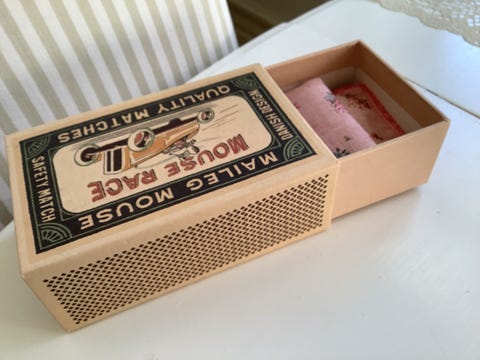 MAILEG MOUSE
MOUSE RACE
QUALITY MATCHES
SAFETY MATCH
DANISH DESIGN